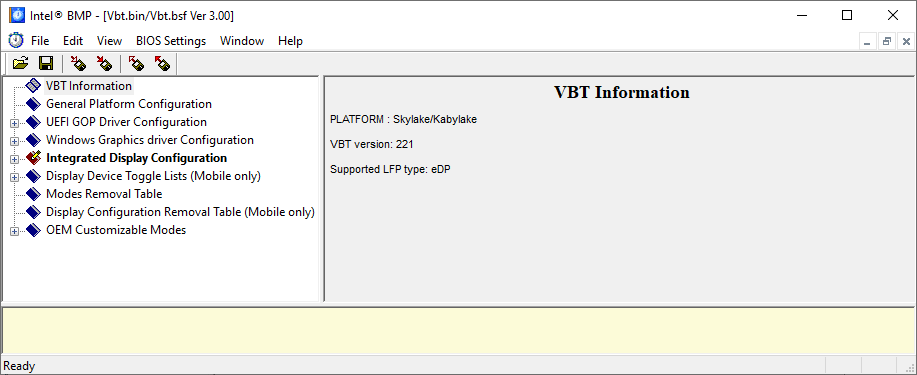 Intel® BMP - [Vbt.bin/Vbt.bsf Ver 3.00]
File Edit View BIOS Settings Window Help
VBT Information
General Platform Configuration
UEFI GOP Driver Configuration
Windows Graphics driver Configuration
Integrated Display Configuration
Display Device Toggle Lists (Mobile only)
Modes Removal Table
Display Configuration Removal Table (Mobile only)
OEM Customizable Modes
VBT Information
PLATFORM : Skylake/Kabylake
VBT version: 221
Supported LFP type: eDP
Ready